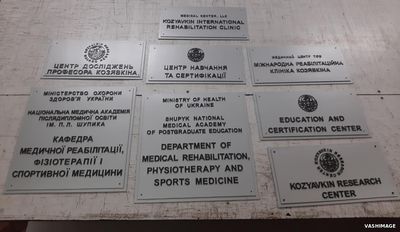 MEDICAL CENTER, LLC
KOZYAVKIN INTERNATIONAL
REHABILITATION CLINIC
ЦЕНТР ДОСЛІДЖЕНЬ
ПРОФЕСОРА КОЗЯВКІНА
ЦЕНТР НАВЧАННЯ
ТА СЕРТИФІКАЦІЇ
МЕДИЧНИЙ ЦЕНТР ТОВ
МІЖНАРОДНА РЕАБІЛІТАЦІЙНА
КЛІНІКА КОЗЯВКІНА
МІНІСТЕРСТВО ОХОРОНИ
ЗДОРОВ'Я УКРАЇНИ
НАЦІОНАЛЬНА МЕДИЧНА АКАДЕМІЯ
ПІСЛЯДИПЛОМНОЇ ОСВІТИ
ІМ. П.Л. ШУПИКА
КАФЕДРА
МЕДИЧНОЇ РЕАБІЛІТАЦІЇ,
ФІЗІОТЕРАПІЇ І
СПОРТИВНОЇ МЕДИЦИНИ
MINISTRY OF HEALTH
OF UKRAINE
SHUPYK NATIONAL
MEDICAL ACADEMY
OF POSTGRADUATE EDUCATION
DEPARTMENT OF
MEDICAL REHABILITATION,
PHYSIOTHERAPY AND
SPORTS MEDICINE
EDUCATION AND
CERTIFICATION CENTER
KOZYAVKIN RESEARCH
CENTER
VASHIMAGE